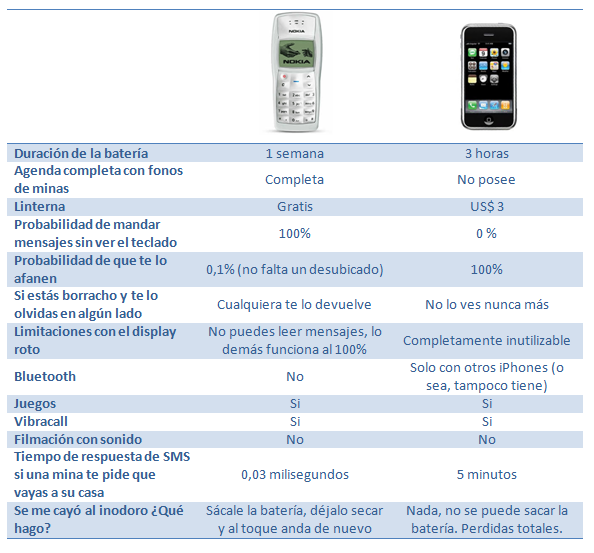 NOKIA
Duración de la batería 1 semana 3 horas
Agenda completa con fonos
de minas Completa No posee
Linterna Gratis US$ 3
Probabilidad de mandar
mensajes sin ver el teclado 100% 0 %
Probabilidad de que te lo
afanen 0,1% (no falta un desubicado) 100%
Si estás borracho y te lo
olvidas en algún lado Cualquiera te lo devuelve No lo ves nunca más
Limitaciones con el display
roto No puedes leer mensajes, lo
demás funciona al 100% Completamente inutilizable
Bluetooth No Solo con otros iPhones (o
sea, tampoco tiene)
Juegos Si Si
Vibracall Si Si
Filmación con sonido No No
Tiempo de respuesta de SMS
si una mina te pide que
vayas a su casa 0,03 milisegundos 5 minutos
Se me cayó al inodoro ¿Qué
hago? Sácale la batería, déjalo secar
y al toque anda de nuevo Nada, no se puede sacar la
batería. Perdidas totales.